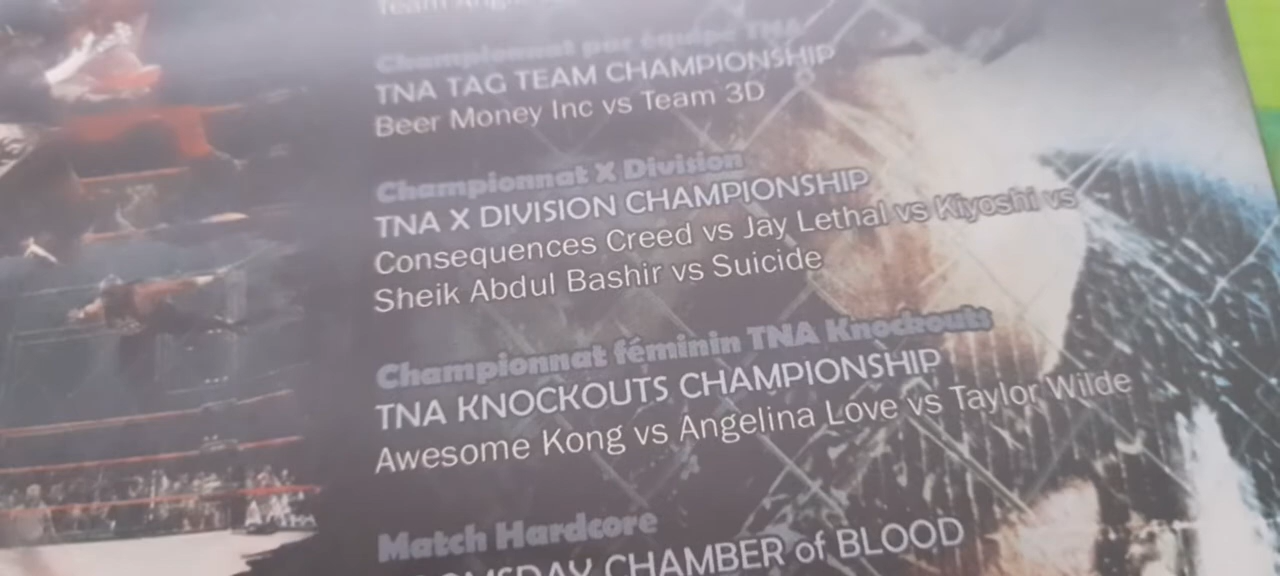 Championnat par équipe TNA
TNA TAG TEAM CHAMPIONSHIP
Beer Money Inc vs Team 3D
Championnat X Division
TNA X DIVISION CHAMPIONSHIP
Consequences Creed vs Jay Lethal vs Kiyoshi vs
Sheik Abdul Bashir vs Suicide
Championnat féminin TNA Knockouts
TNA KNOCKOUTS CHAMPIONSHIP
Awesome Kong vs Angelina Love vs Taylor Wilde
Match Hardcore
CHAMBER of BLOOD